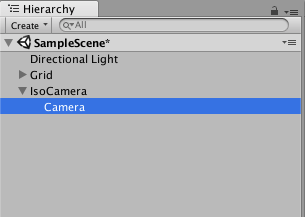 Hierarchy
Create All
SampleScene*
Directional Light
Grid
IsoCamera
Camera